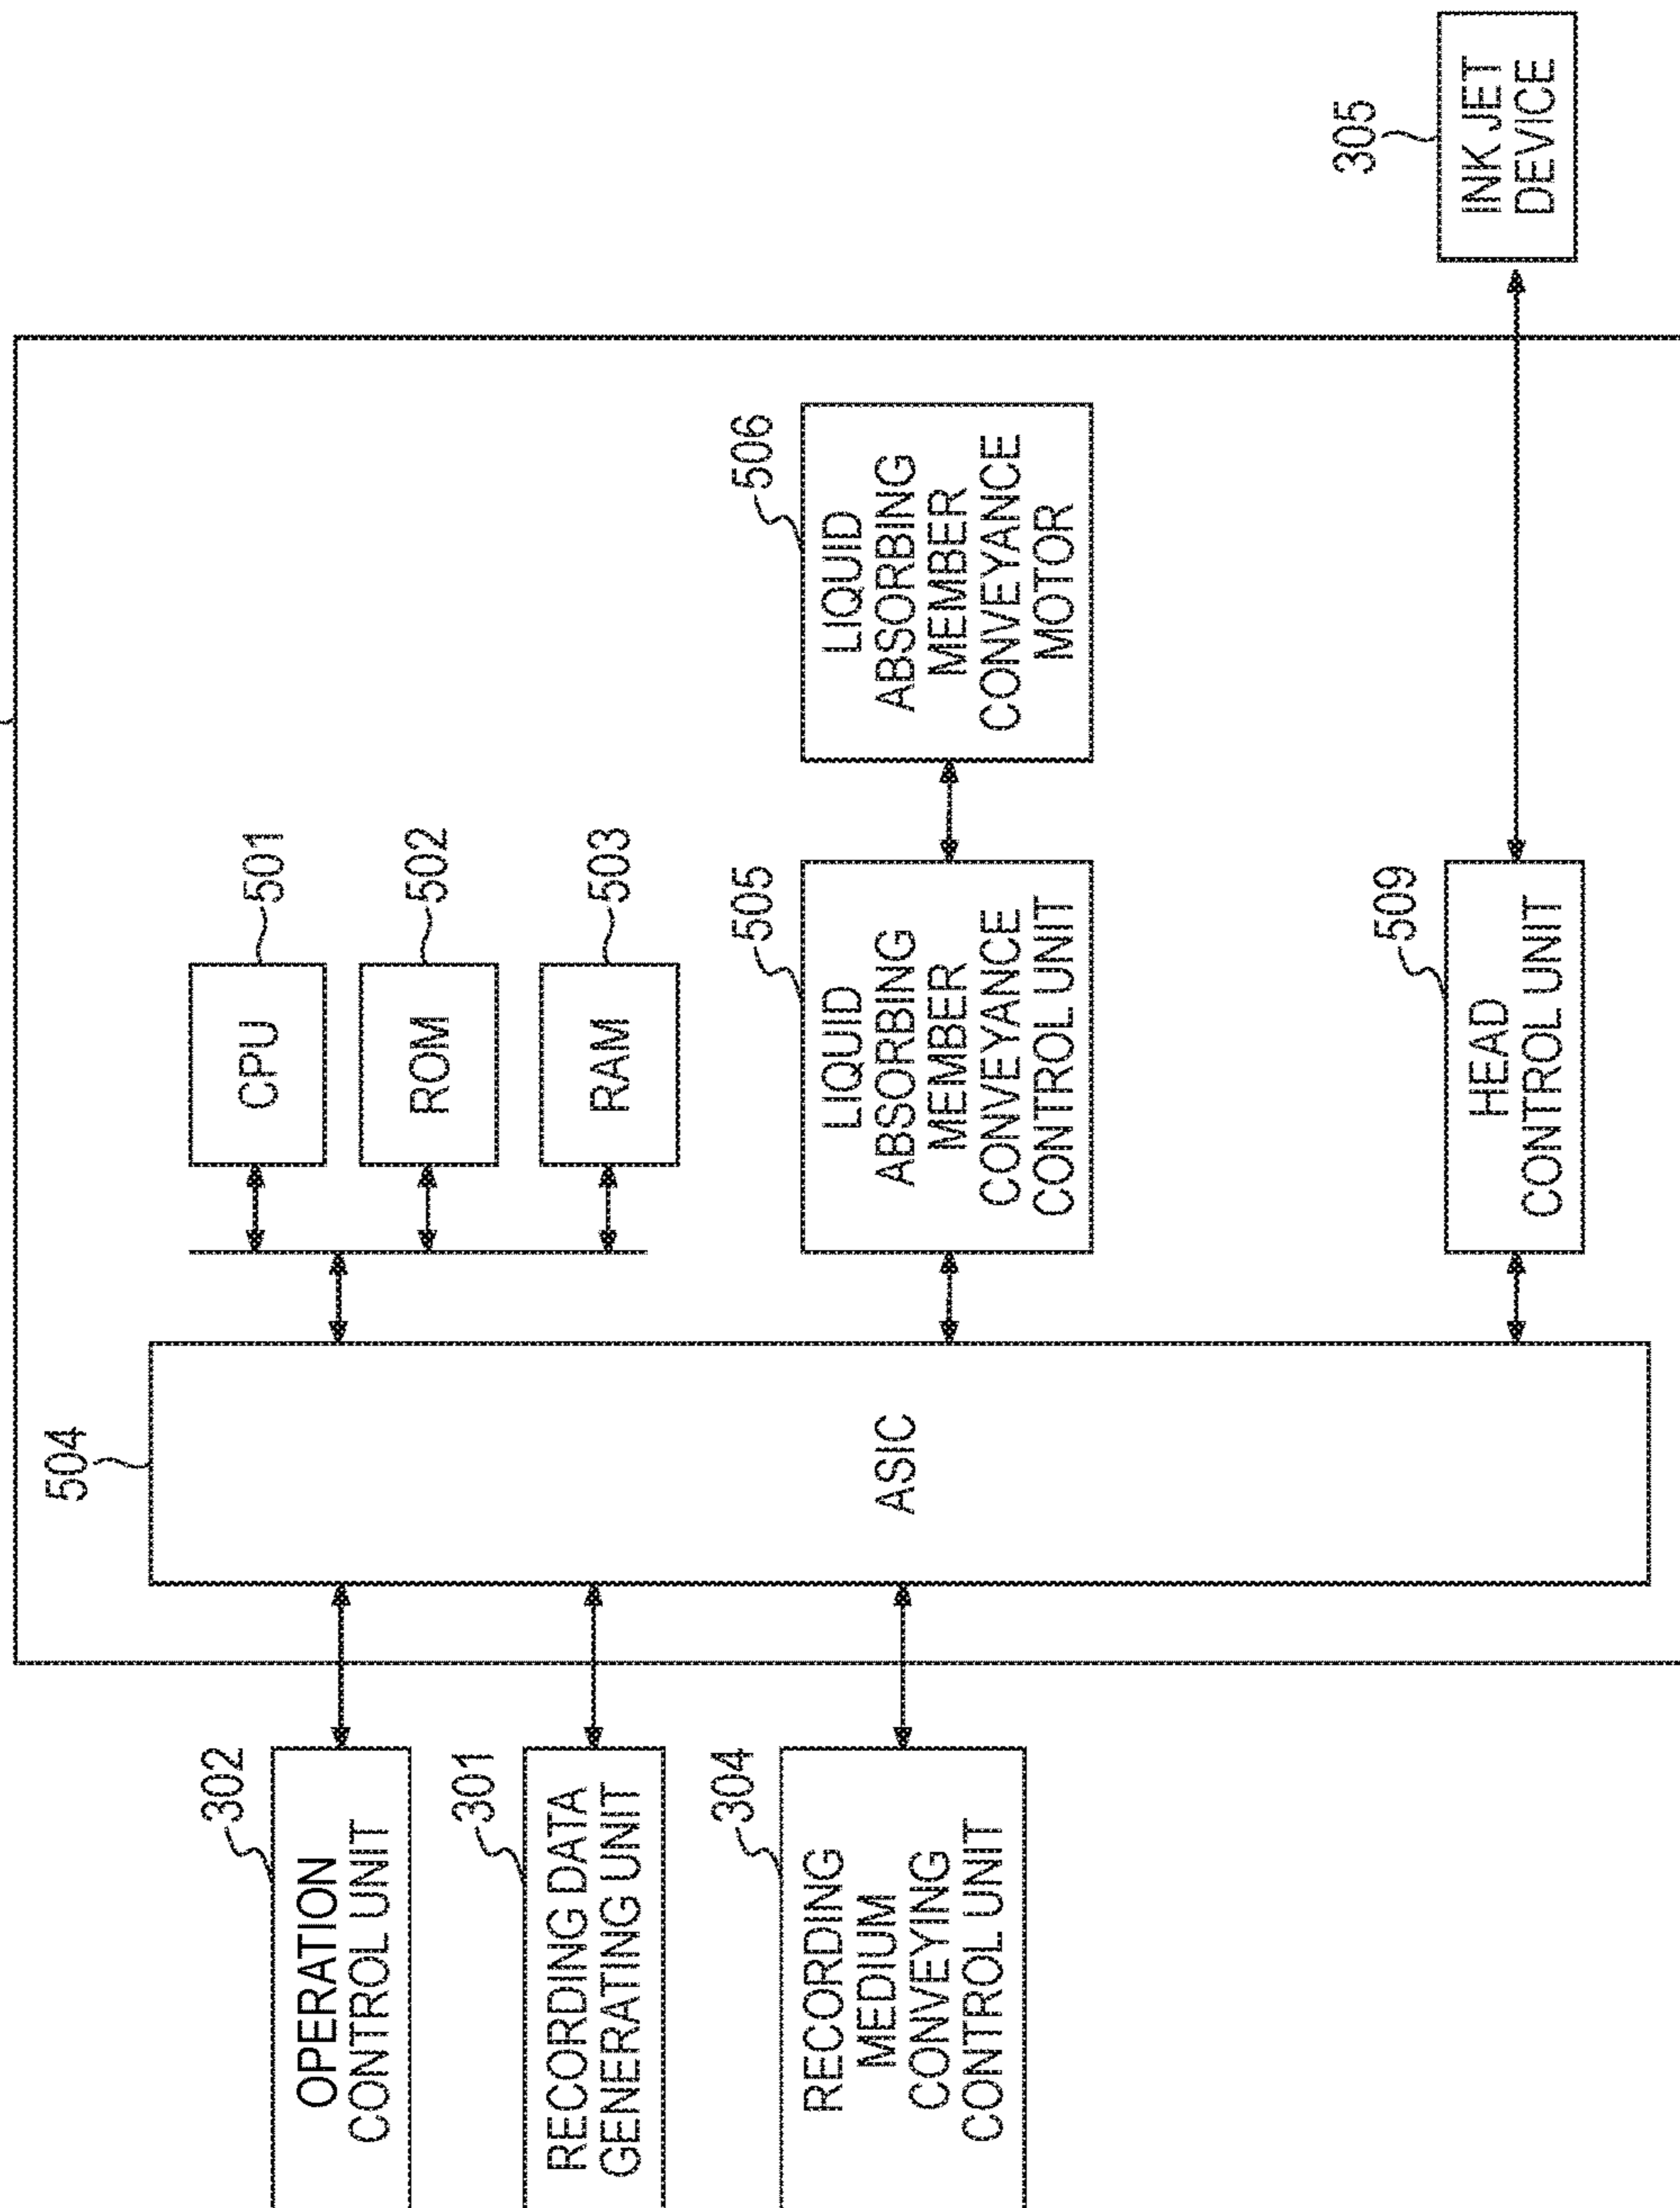 302
OPERATION
CONTROL UNIT
301
RECORDING DATA
GENERATING UNIT
304
RECORDING
MEDIUM
CONVEYING
CONTROL UNIT
504
ASIC
CPU
501
ROM
502
RAM
503
505
LIQUID
ABSORBING
MEMBER
CONVEYANCE
CONTROL UNIT
506
LIQUID
ABSORBING
MEMBER
CONVEYANCE
MOTOR
509
HEAD
CONTROL UNIT
305
INK JET
DEVICE